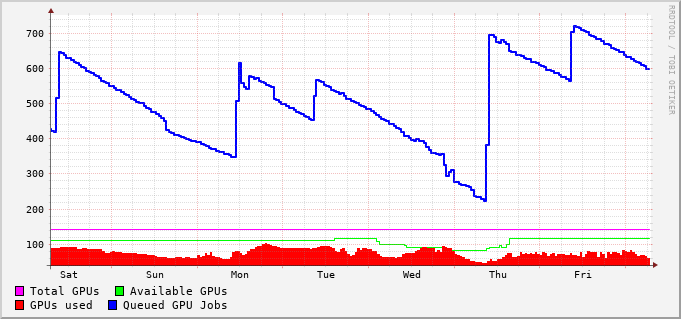 700
600
500
400
300
200
100
Sat Sun Mon Tue Wed Thu Fri
Total GPUs Available GPUs
GPUs used Queued GPU Jobs
RRDTOOL / TOBI OETIKER